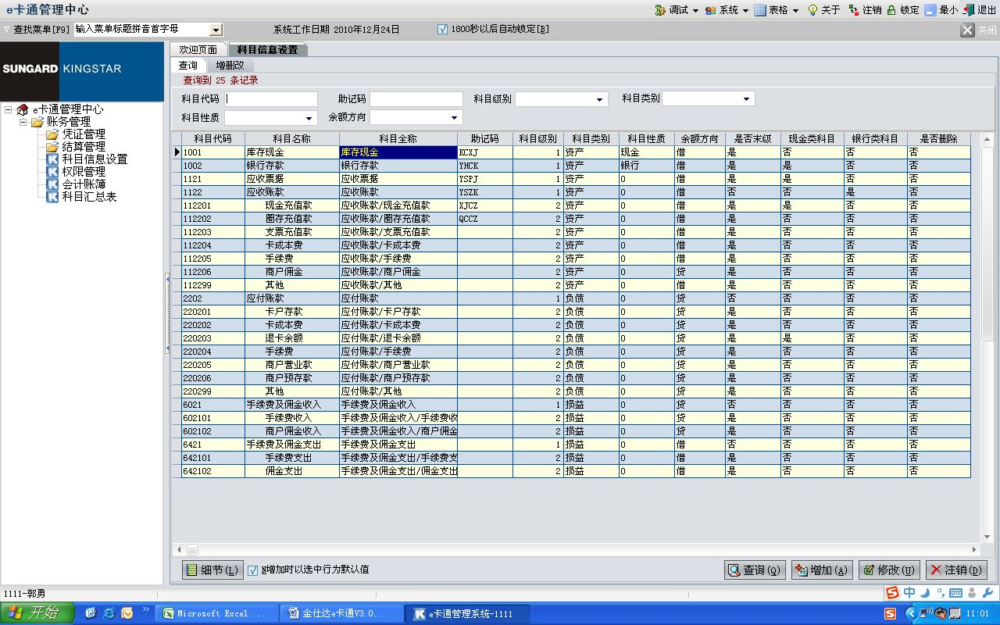 e卡通管理中心 调试 系统 表格 关于 注销 锁定 最小 退出
查找菜单[F9] 输入菜单标题拼音首字母 系统工作日期 2010年12月24日 1800秒以后自动锁定[B] 关闭
SUNGARD KINGSTAR
e卡通管理中心
账务管理
凭证管理
结算管理
科目信息设置
权限管理
会计账簿
科目汇总表
欢迎页面 科目信息设置
查询 增册改
查询到 25 条记录
科目代码 助记码 科目级别 科目类别
科目性质 余额方向
科目代码 科目名称 科目全称 助记码 科目级别 科目类别 科目性质 余额方向 是否末级 现金类科目 银行类科目 是否删除
1001 库存现金 库存现金 KCXJ 1 资产 现金 借 是 否 否 否
1002 银行存款 银行存款 YHCK 1 资产 银行 借 是 是 否 否
1121 应收票据 应收票据 YSPJ 1 资产 0 借 是 是 否 否
1122 应收账款 应收账款 YSZK 1 资产 0 借 否 否 是 否
112201 现金充值款 应收账款/现金充值款 XJCZ 2 资产 0 借 是 是 否 否
112202 圈存充值款 应收账款/圈存充值款 QCCZ 2 资产 0 借 是 否 否 否
112203 支票充值款 应收账款/支票充值款 2 资产 0 借 是 否 否 否
112204 卡成本费 应收账款/卡成本费 2 资产 0 借 是 否 否 否
112205 手续费 应收账款/手续费 2 资产 0 借 是 否 否 否
112206 商户佣金 应收账款/商户佣金 2 资产 0 贷 是 否 否 否
112299 其他 应收账款/其他 2 资产 0 借 是 否 否 否
2202 应付账款 应付账款 1 负债 0 贷 否 否 否 否
220201 卡户存款 应付账款/卡户存款 2 负债 0 贷 是 否 否 否
220202 卡成本费 应付账款/卡成本费 2 负债 0 贷 是 否 否 否
220203 退卡余额 应付账款/退卡余额 2 负债 0 贷 是 是 否 否
220204 手续费 应付账款/手续费 2 负债 0 贷 是 否 否 否
220205 商户营业款 应付账款/商户营业款 2 负债 0 贷 是 否 否 否
220206 商户预存款 应付账款/商户预存款 2 负债 0 贷 是 否 否 否
220299 其他 应付账款/其他 2 负债 0 贷 是 否 否 否
6021 手续费及佣金收入 手续费及佣金收入 1 损益 0 贷 否 否 否 否
602101 手续费收入 手续费及佣金收入/手续费收 2 损益 0 贷 是 否 否 否
602102 商户佣金收入 手续费及佣金收入/商户佣金 2 损益 0 贷 是 否 否 否
6421 手续费及佣金支出 手续费及佣金支出 1 损益 0 借 否 否 否 否
642101 手续费支出 手续费及佣金支出/手续费支 2 损益 0 借 是 否 否 否
642102 佣金支出 手续费及佣金支出/佣金支出 2 损益 0 借 是 否 否 否
细节(L) N增加时以选中行为默认值 查询(Q) 增加(A) 修改(U) 注销(D)
1111-郭勇 中
开始 Microsoft Excel ... 金仕达e卡通V3.0... e卡通管理系统-1111 11:01